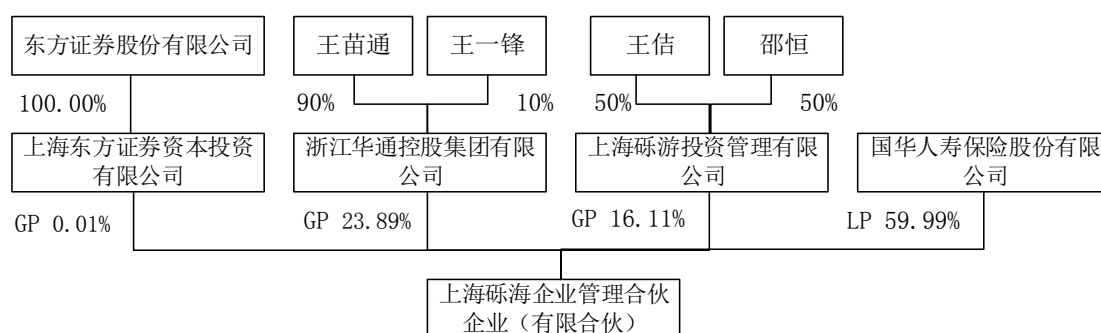 东方证券股份有限公司
王苗通
王一锋
王佶
邵恒
100.00%
90%
10%
50%
50%
上海东方证券资本投资
有限公司
浙江华通控股集团有限
公司
上海砾游投资管理有限
公司
国华人寿保险股份有限
公司
GP 0.01%
GP 23.89%
GP 16.11%
LP 59.99%
上海砾海企业管理合伙
企业（有限合伙）